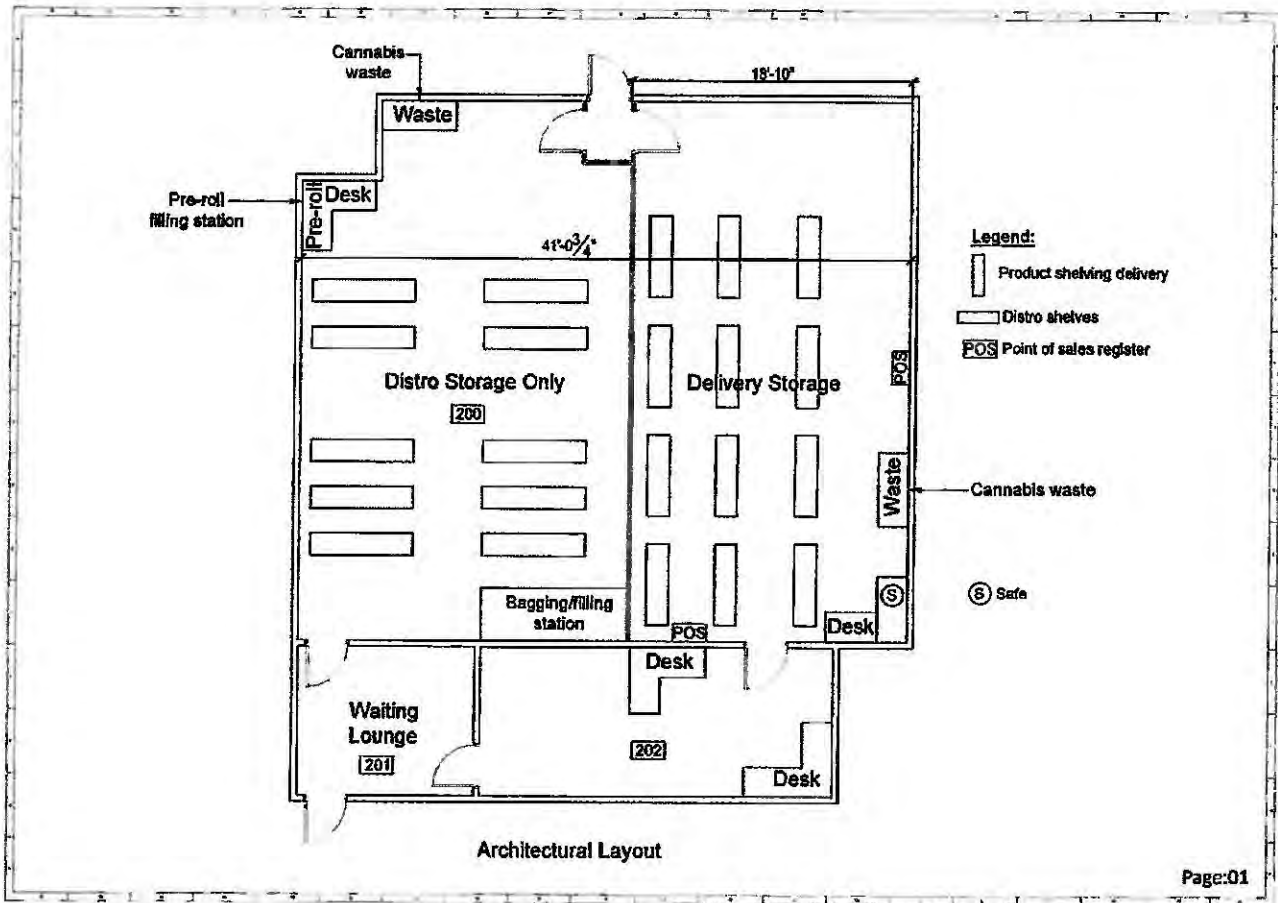 Cannabis
waste
18'-10"
Waste
Pre-roll
filling station
Pre-roll
Desk
41'-0 3/4"
Legend:
Product shelving delivery
Distro shelves
POS Point of sales register
Distro Storage Only
200
Delivery Storage
POS
Waste
Cannabis waste
Bagging/filling
station
S
S Safe
POS
Desk
Desk
Waiting
Lounge
201
202
Desk
Architectural Layout
Page:01